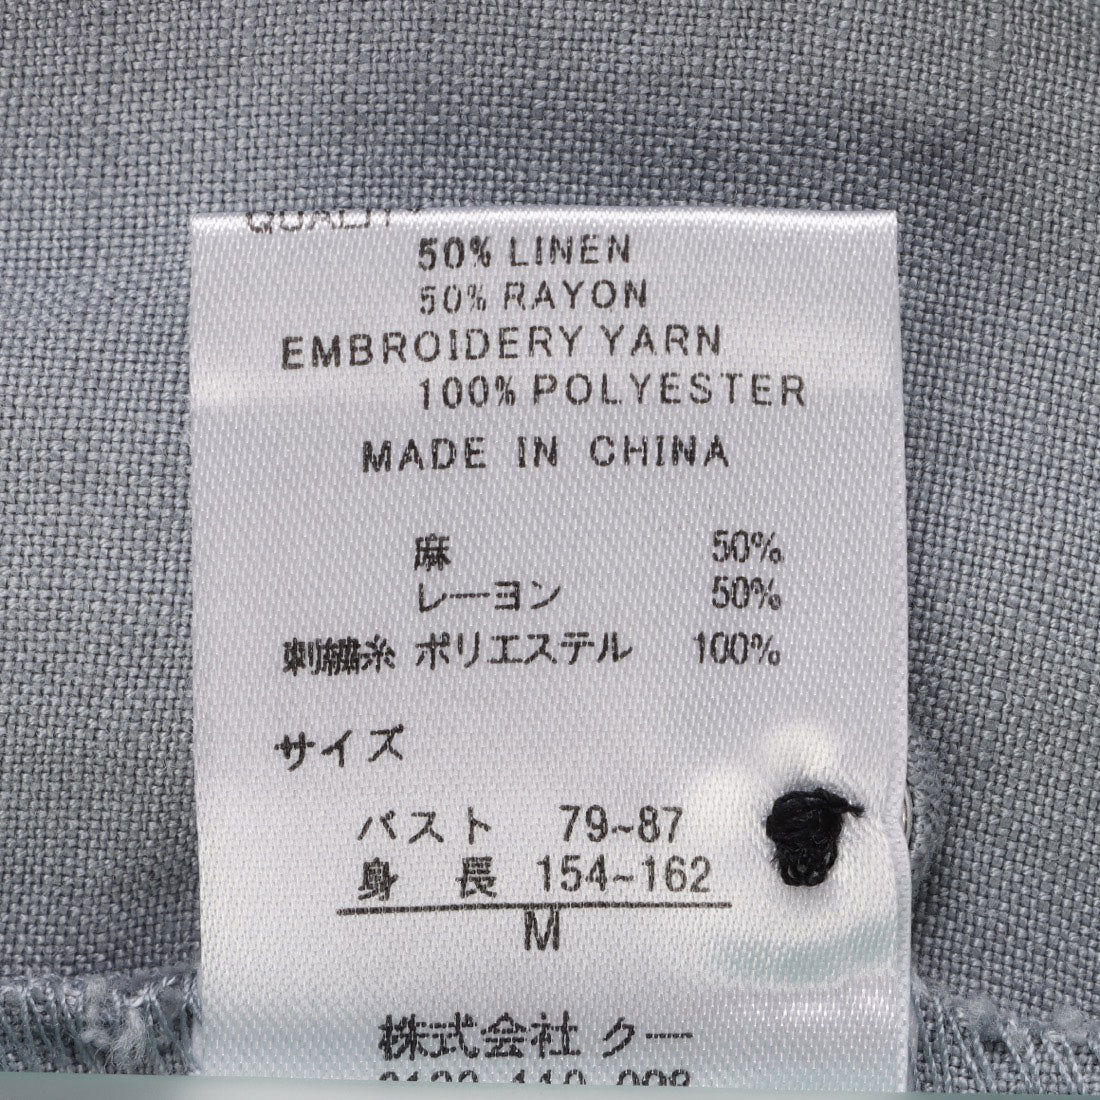 QUALITY
50% LINEN
50% RAYON
EMBROIDERY YARN
100% POLYESTER
MADE IN CHINA
麻 50%
レーヨン 50%
刺繍糸 ポリエステル 100%
サイズ
バスト 79~87
身長 154~162
M
株式会社 クー